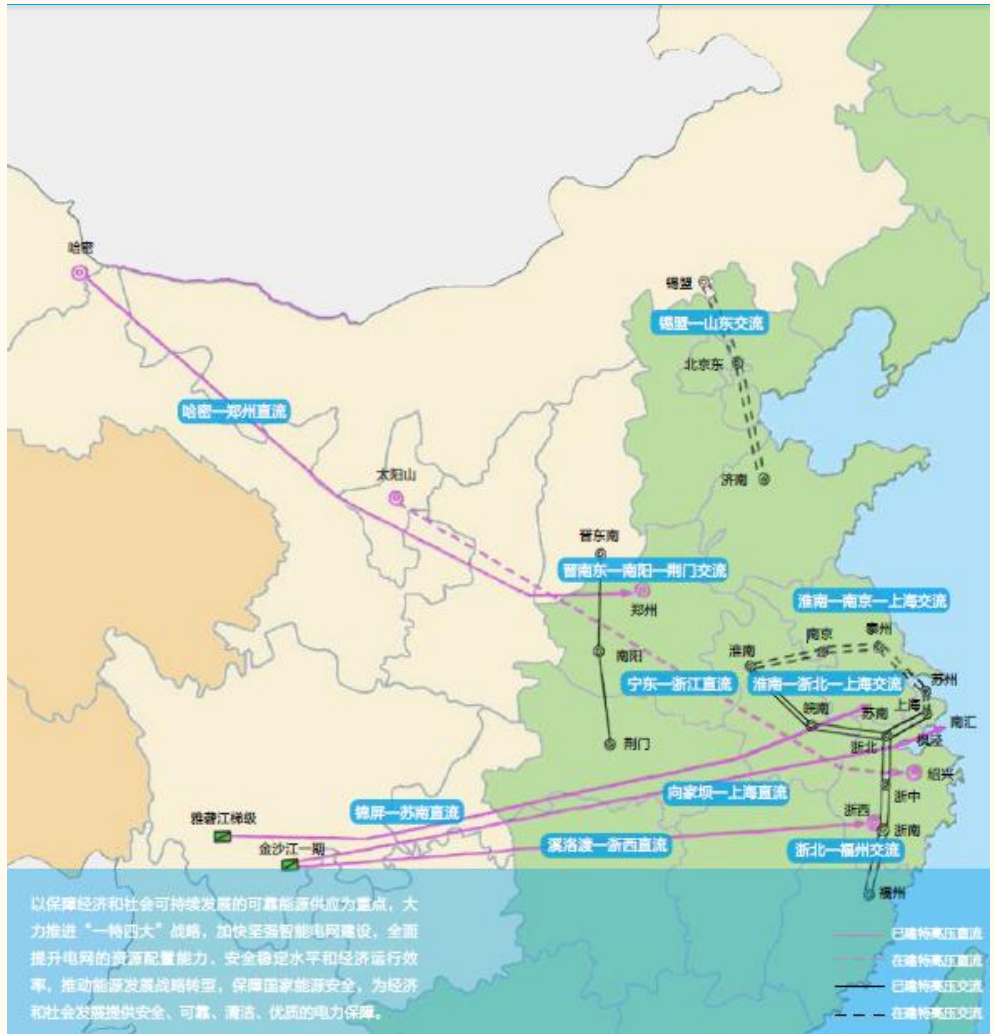 哈密
锡盟
锡盟—山东交流
北京东
哈密—郑州直流
太阳山
济南
晋东南
晋南东—南阳—荆门交流
郑州
淮南—南京—上海交流
泰州
南京
淮南
南阳
宁东—浙江直流
淮南—浙北—上海交流
苏州
上海
皖南
苏南
南汇
荆门
浙北
枫泾
绍兴
向家坝—上海直流
浙中
锦屏—苏南直流
浙西
雅砻江梯级
浙南
金沙江一期
溪洛渡—浙西直流
浙北—福州交流
福州
以保障经济和社会可持续发展的可靠能源供应为重点，大
力推进“一特四大”战略，加快坚强智能电网建设，全面
提升电网的资源配置能力、安全稳定水平和经济运行效
率，推动能源发展战略转型，保障国家能源安全，为经济
和社会发展提供安全、可靠、清洁、优质的电力保障。
已建特高压直流
在建特高压直流
已建特高压交流
在建特高压交流